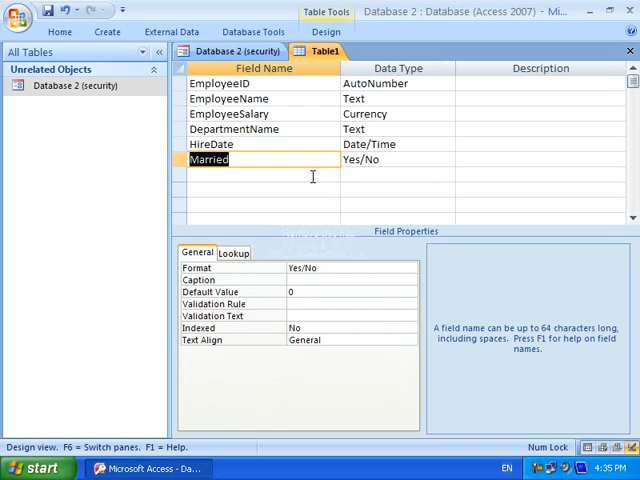 Table Tools
Database 2 : Database (Access 2007) - Mi...
Home Create External Data Database Tools Design
All Tables
Database 2 (security) Table1
Unrelated Objects
Database 2 (security)
Field Name Data Type Description
EmployeeID AutoNumber
EmployeeName Text
EmployeeSalary Currency
DepartmentName Text
HireDate Date/Time
Married Yes/No
Field Properties
General Lookup
Format Yes/No
Caption
Default Value 0
Validation Rule
Validation Text
Indexed No
Text Align General
A field name can be up to 64 characters long,
including spaces. Press F1 for help on field
names.
Design view. F6 = Switch panes. F1 = Help. Num Lock
start Microsoft Access - Da... EN 4:35 PM